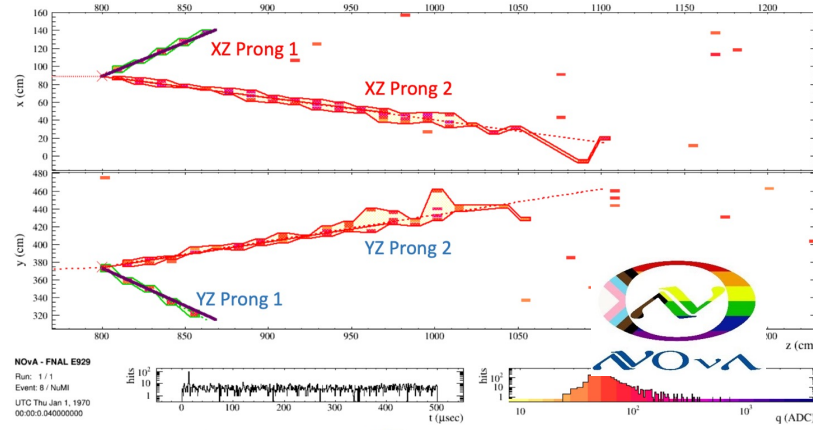 800 850 900 950 1000 1050 1100 1150 1200
160
140
120
100
80
60
40
20
0
x (cm)
XZ Prong 1
XZ Prong 2
480
460
440
420
400
380
360
340
320
y (cm)
YZ Prong 2
YZ Prong 1
800 850 900 950 1000 1050 1200
z (cm)
NOvA
NOvA - FNAL E929
Run: 1 / 1
Event: 8 / NuMI
UTC Thu Jan 1, 1970
00:00:0.040000000
hits
10²
10
1
0 100 200 300 400 500
t (μsec)
hits
10²
10
1
10 10² 10³
q (ADC)